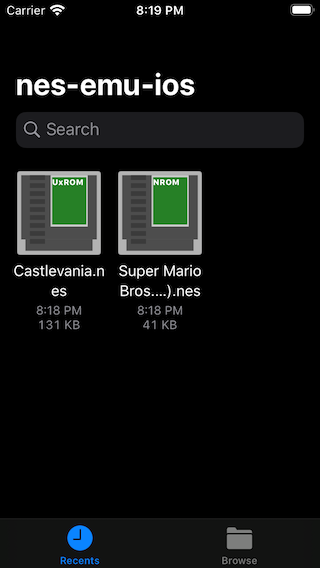 Carrier 8:19 PM
nes-emu-ios
Search
UxROM NROM
Castlevania.n Super Mario
es Bros....).nes
8:18 PM 8:18 PM
131 KB 41 KB
Recents Browse